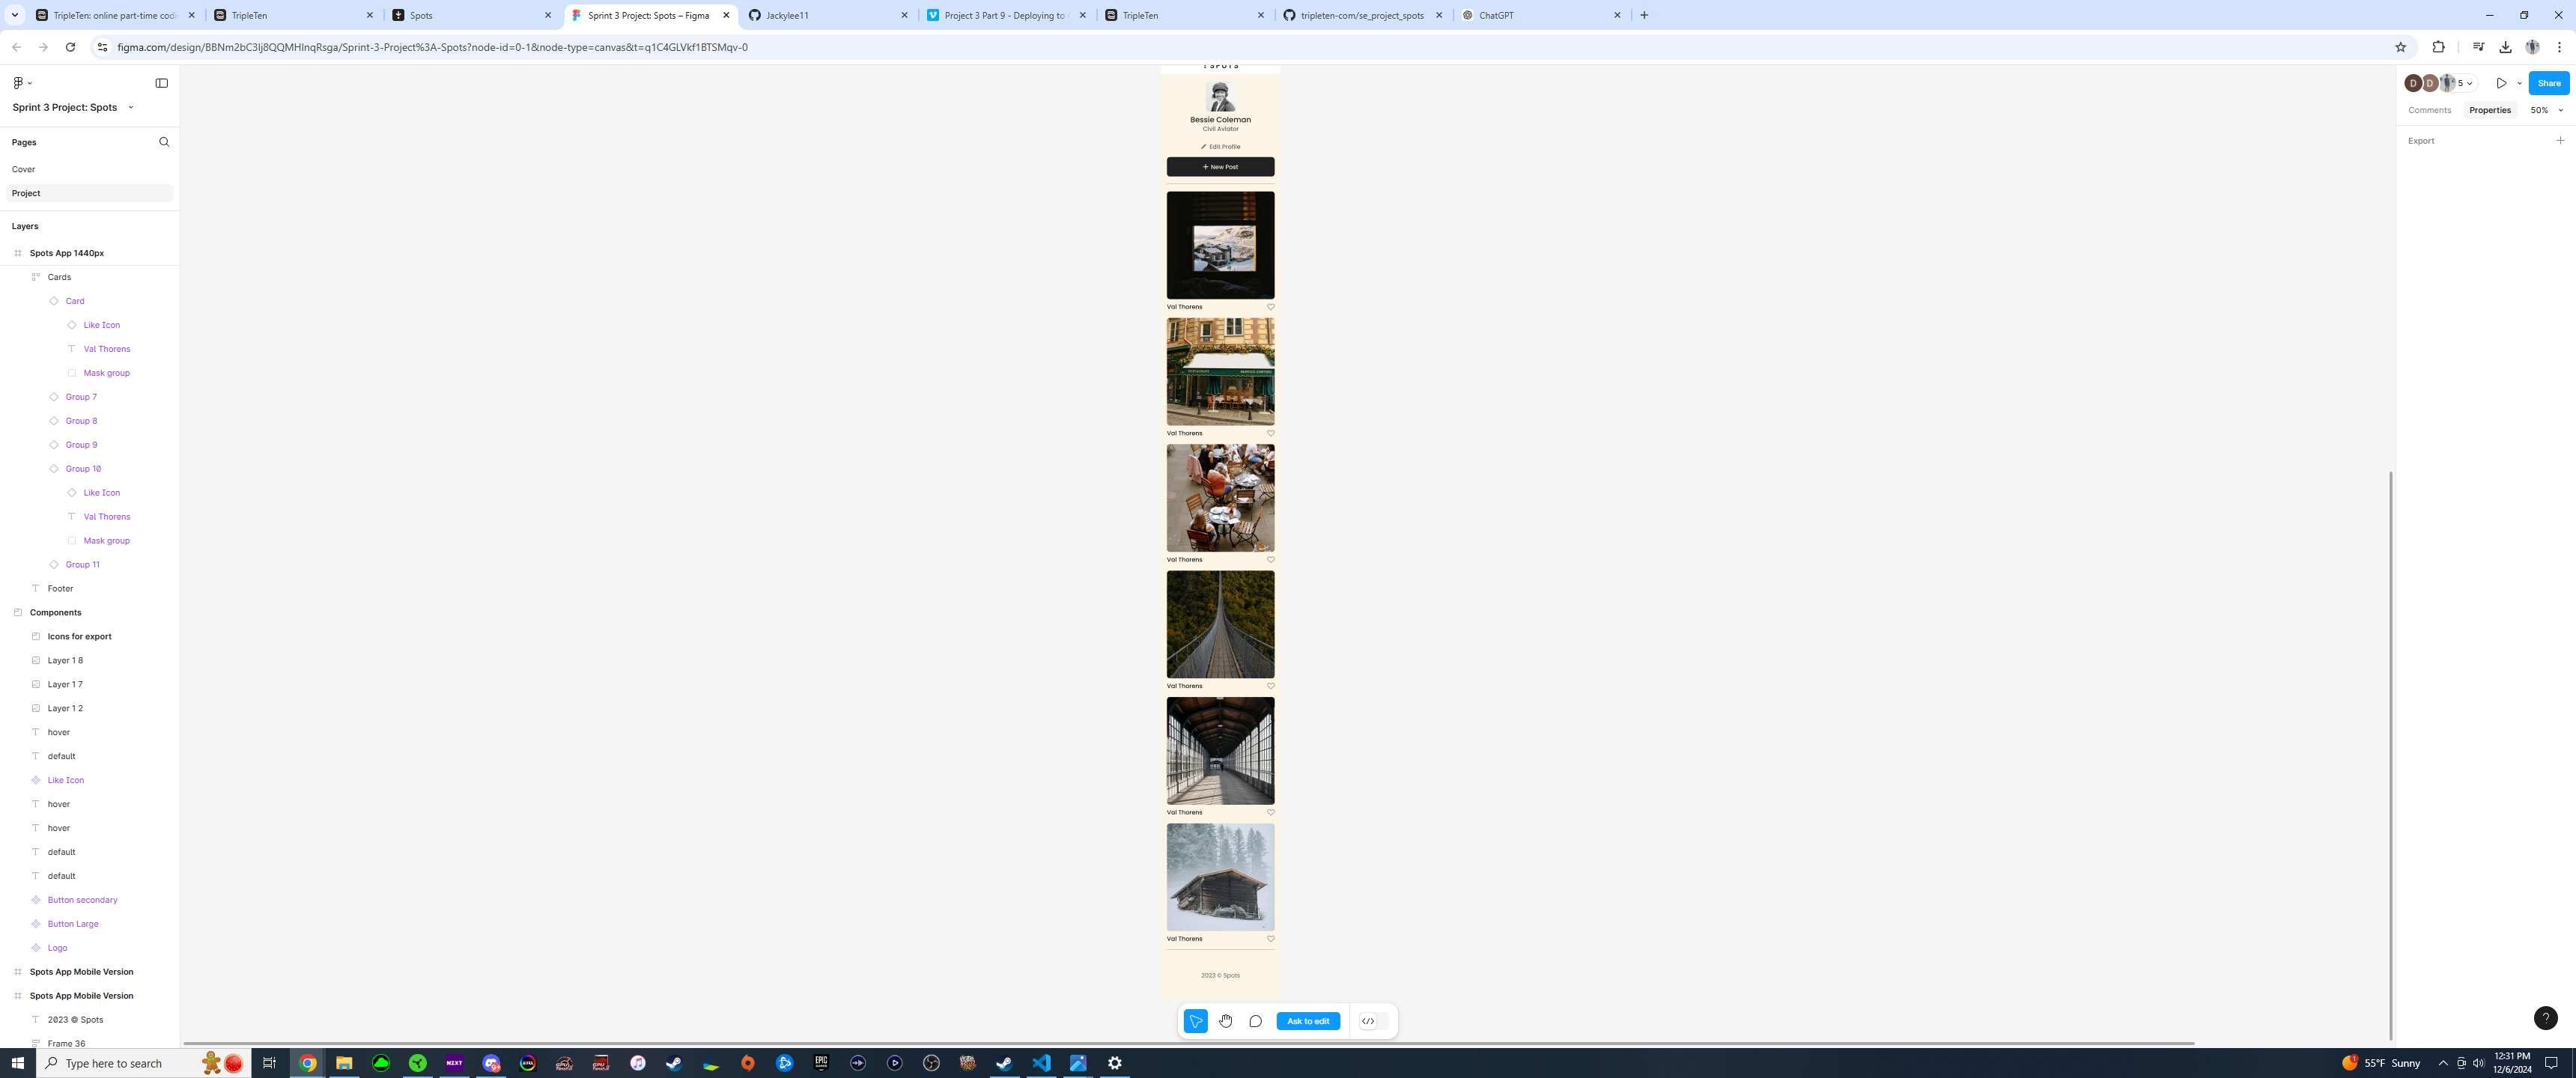 TripleTen: online part-time codi
TripleTen
Spots
Sprint 3 Project: Spots – Figma
Jackylee11
Project 3 Part 9 - Deploying to
TripleTen
tripleten-com/se_project_spots
ChatGPT
figma.com/design/BBNm2bC3lj8QQMHlnqRsga/Sprint-3-Project%3A-Spots?node-id=0-1&node-type=canvas&t=q1C4GLVkf1BTSMqv-0
Sprint 3 Project: Spots
Pages
Cover
Project
Layers
Spots App 1440px
Cards
Card
Like Icon
Val Thorens
Mask group
Group 7
Group 8
Group 9
Group 10
Like Icon
Val Thorens
Mask group
Group 11
Footer
Components
Icons for export
Layer 1 8
Layer 1 7
Layer 1 2
hover
default
Like Icon
hover
hover
default
default
Button secondary
Button Large
Logo
Spots App Mobile Version
Spots App Mobile Version
2023 © Spots
Frame 36
SPOTS
Bessie Coleman
Civil Aviator
Edit Profile
+ New Post
Val Thorens
RESTAURANT
Val Thorens
Val Thorens
Val Thorens
Val Thorens
Val Thorens
2023 © Spots
Ask to edit
D D 5
Share
Comments Properties 50%
Export
?
Type here to search
NZXT
9+
EPIC GAMES
1
55°F Sunny
12:31 PM
12/6/2024